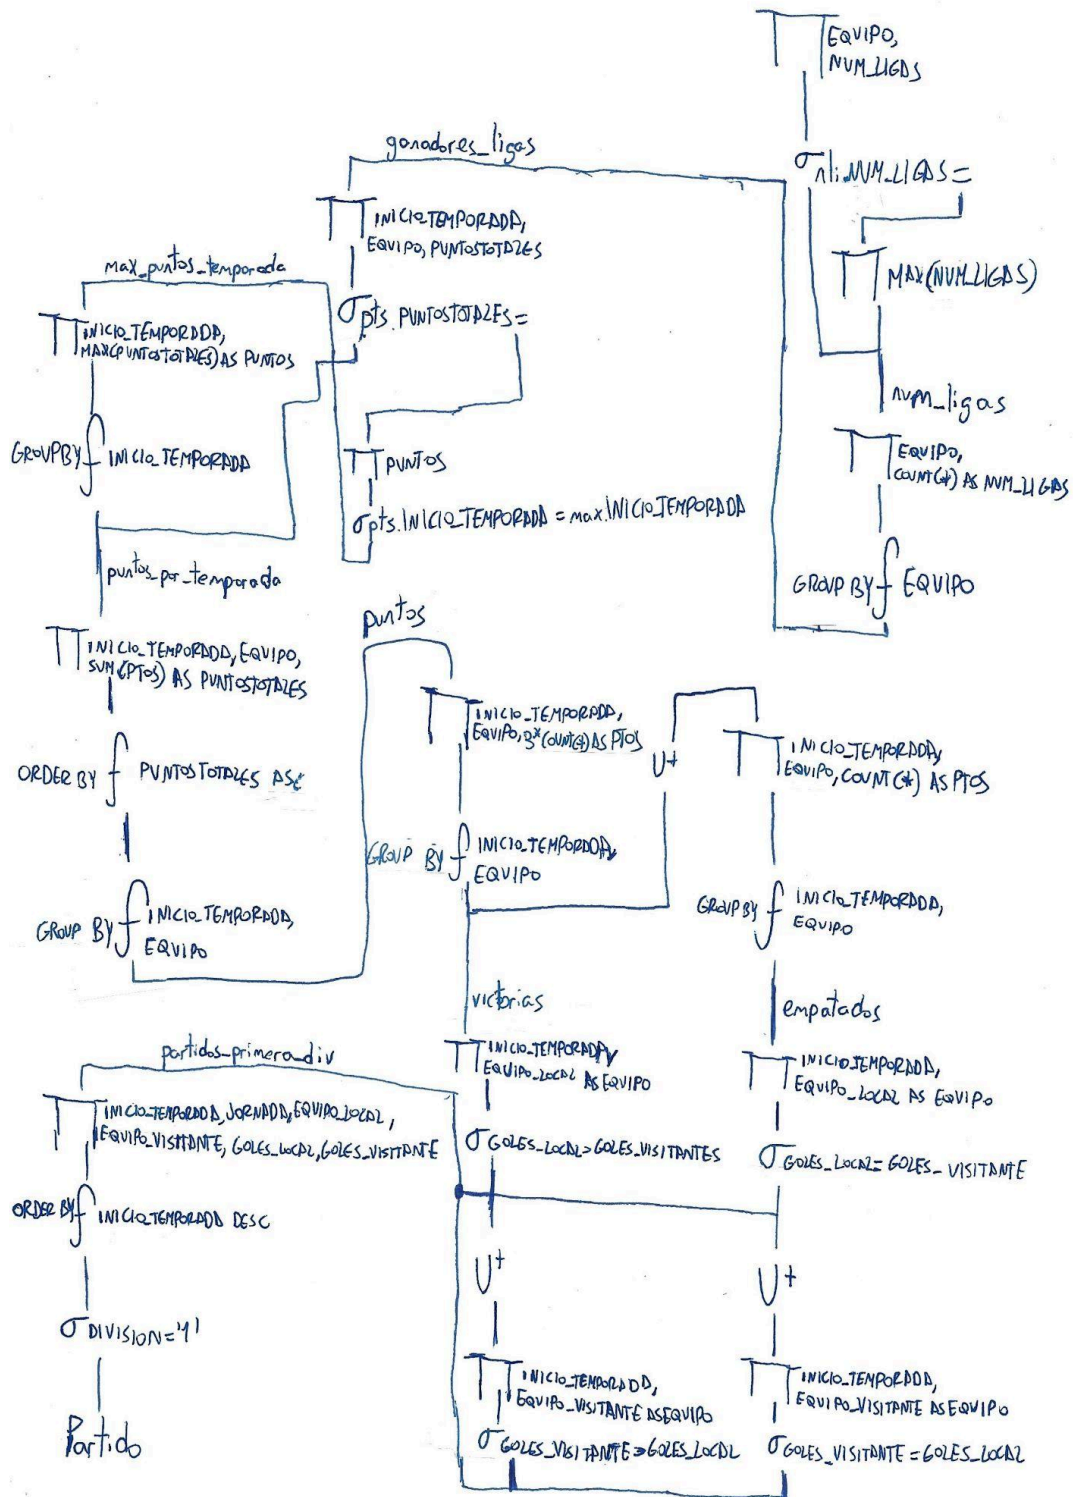 EQUIPO,
NUM_LIGAS
ganadores_ligas
σ nli.NUM_LIGAS =
INICIO_TEMPORADA,
EQUIPO, PUNTOSTOTALES
max_puntos_temporada
MAX(NUM_LIGAS)
σ pts.PUNTOSTOTALES =
INICIO_TEMPORADA,
MAX(PUNTOSTOTALES) AS PUNTOS
num_ligas
EQUIPO,
COUNT(*) AS NUM_LIGAS
GROUP BY f INICIO_TEMPORADA
PUNTOS
σ pts.INICIO_TEMPORADA = max.INICIO_TEMPORADA
puntos_por_temporada
GROUP BY f EQUIPO
puntos
INICIO_TEMPORADA, EQUIPO,
SUM(PTOS) AS PUNTOSTOTALES
INICIO_TEMPORADA,
EQUIPO, 3*COUNT(*) AS PTOS
U+
INICIO_TEMPORADA,
EQUIPO, COUNT(*) AS PTOS
ORDER BY f PUNTOSTOTALES ASC
GROUP BY f INICIO_TEMPORADA,
EQUIPO
GROUP BY f INICIO_TEMPORADA,
EQUIPO
GROUP BY f INICIO_TEMPORADA,
EQUIPO
victorias
empatados
partidos_primera_div
INICIO_TEMPORADA,
EQUIPO_LOCAL AS EQUIPO
INICIO_TEMPORADA,
EQUIPO_LOCAL AS EQUIPO
INICIO_TEMPORADA, JORNADA, EQUIPO_LOCAL,
EQUIPO_VISITANTE, GOLES_LOCAL, GOLES_VISITANTE
σ GOLES_LOCAL > GOLES_VISITANTES
σ GOLES_LOCAL = GOLES_VISITANTE
ORDER BY f INICIO_TEMPORADA DESC
U+
U+
σ DIVISION='1'
INICIO_TEMPORADA,
EQUIPO_VISITANTE AS EQUIPO
INICIO_TEMPORADA,
EQUIPO_VISITANTE AS EQUIPO
Partido
σ GOLES_VISITANTE > GOLES_LOCAL
σ GOLES_VISITANTE = GOLES_LOCAL